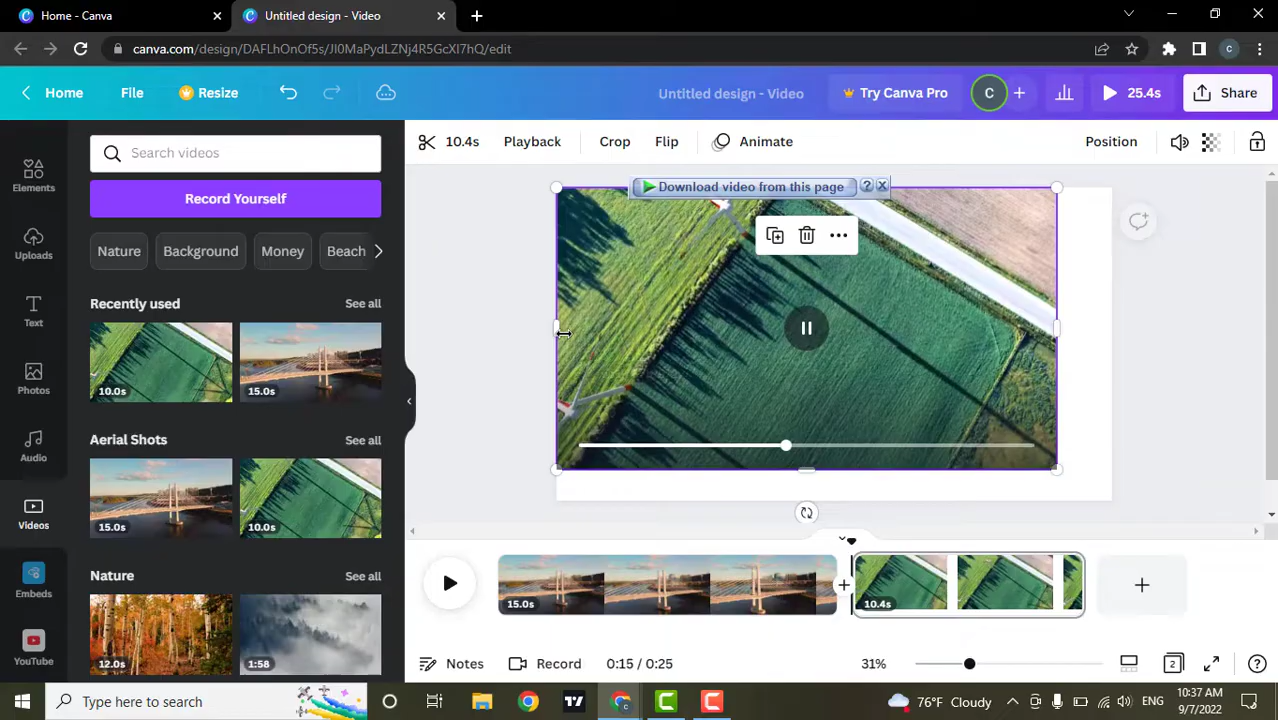 Home - Canva
Untitled design - Video
canva.com/design/DAFLhOnOf5s/JI0MaPydLZNj4R5GcXI7hQ/edit
Home
File
Resize
Untitled design - Video
Try Canva Pro
C
25.4s
Share
Search videos
Record Yourself
Nature
Background
Money
Beach
10.4s
Playback
Crop
Flip
Animate
Position
Download video from this page
Elements
Uploads
Text
Photos
Audio
Videos
Embeds
YouTube
Recently used
See all
10.0s
15.0s
Aerial Shots
See all
15.0s
10.0s
Nature
See all
12.0s
1:58
15.0s
10.4s
Notes
Record
0:15 / 0:25
31%
2
Type here to search
76°F Cloudy
ENG
10:37 AM
9/7/2022